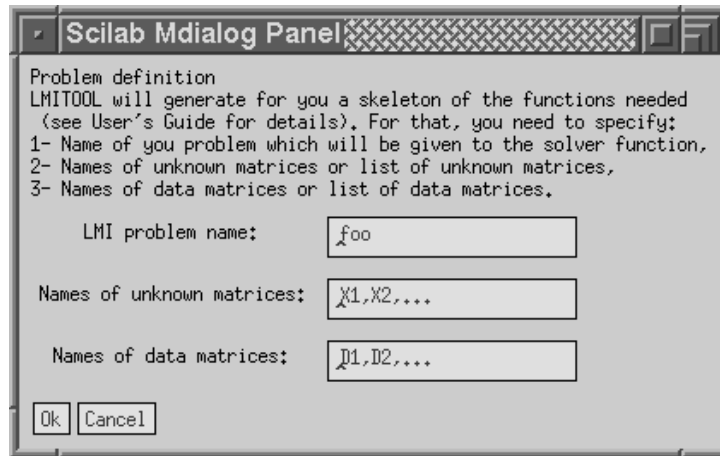 Scilab Mdialog Panel
Problem definition
LMITOOL will generate for you a skeleton of the functions needed
(see User's Guide for details). For that, you need to specify:
1- Name of you problem which will be given to the solver function,
2- Names of unknown matrices or list of unknown matrices,
3- Names of data matrices or list of data matrices.
LMI problem name: foo
Names of unknown matrices: X1,X2,...
Names of data matrices: D1,D2,...
Ok Cancel